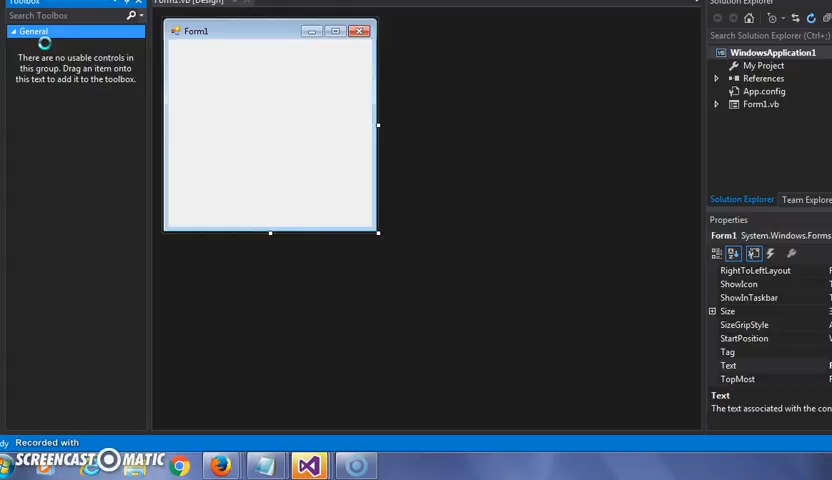 Toolbox
Search Toolbox
General
There are no usable controls in
this group. Drag an item onto
this text to add it to the toolbox.
Form1.vb [Design]
Form1
Solution Explorer
Search Solution Explorer (Ctrl+;)
WindowsApplication1
My Project
References
App.config
Form1.vb
Solution Explorer
Team Explore
Properties
Form1 System.Windows.Forms
RightToLeftLayout
ShowIcon
ShowInTaskbar
Size
SizeGripStyle
StartPosition
Tag
Text
TopMost
Text
The text associated with the con
dy
Recorded with
SCREENCAST MATIC